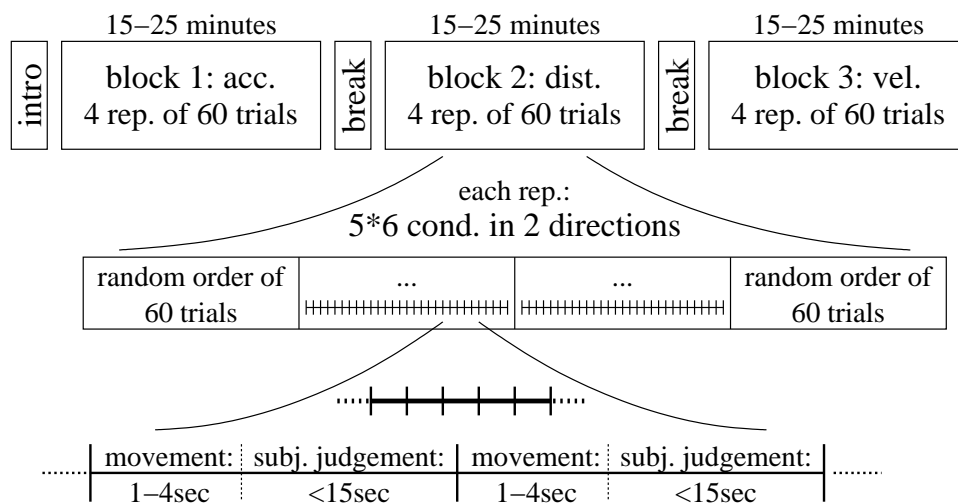 15–25 minutes 15–25 minutes 15–25 minutes
intro
block 1: acc.
4 rep. of 60 trials
break
block 2: dist.
4 rep. of 60 trials
break
block 3: vel.
4 rep. of 60 trials
each rep.:
5*6 cond. in 2 directions
random order of
60 trials
...
...
random order of
60 trials
movement: subj. judgement: movement: subj. judgement:
1–4sec <15sec 1–4sec <15sec